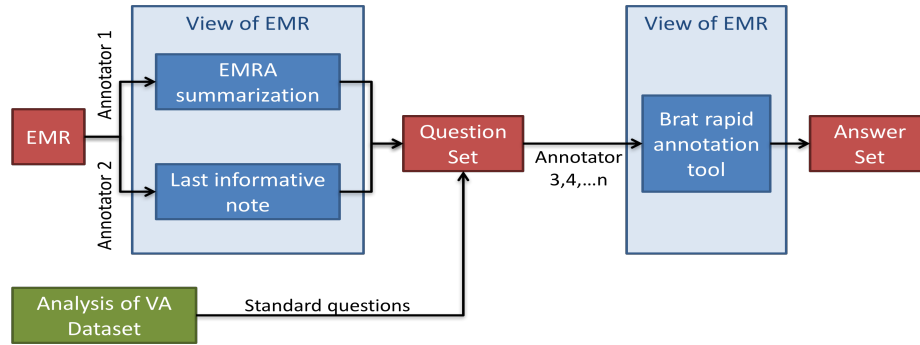 View of EMR
View of EMR
Annotator 1
EMRA
summarization
EMR
Question
Set
Brat rapid
annotation
tool
Answer
Set
Annotator
3,4,...n
Annotator 2
Last informative
note
Analysis of VA
Dataset
Standard questions